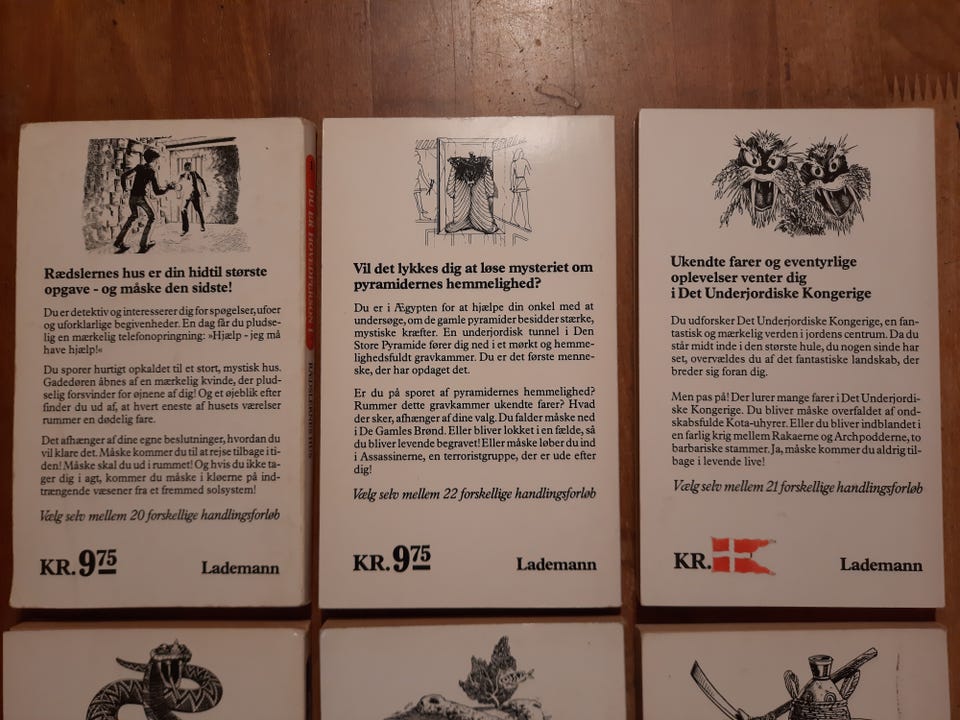 Rædslernes hus er din hidtil største
opgave - og måske den sidste!
Du er detektiv og interesserer dig for spøgelser, ufoer
og uforklarlige begivenheder. En dag får du pludse-
lig en mærkelig telefonopringning: »Hjælp - jeg må
have hjælp!«
Du sporer hurtigt opkaldet til et stort, mystisk hus.
Gadedøren åbnes af en mærkelig kvinde, der plud-
selig forsvinder for øjnene af dig! Og et øjeblik efter
finder du ud af, at hvert eneste af husets værelser
rummer en dødelig fare.
Det afhænger af dine egne beslutninger, hvordan du
vil klare det. Måske kommer du til at rejse tilbage i ti-
den! Måske skal du ud i rummet! Og hvis du ikke ta-
ger dig i agt, kommer du måske i kløerne på ind-
trængende væsener fra et fremmed solsystem!
Vælg selv mellem 20 forskellige handlingsforløb
KR. 9.75
Lademann
DU ER HOVEDPERSON 1
RÆDSLERNES HUS
Vil det lykkes dig at løse mysteriet om
pyramidernes hemmelighed?
Du er i Ægypten for at hjælpe din onkel med at
undersøge, om de gamle pyramider besidder stærke,
mystiske kræfter. En underjordisk tunnel i Den
Store Pyramide fører dig ned i et mørkt og hemme-
lighedsfuldt gravkammer. Du er det første menne-
ske, der har opdaget det.
Er du på sporet af pyramidernes hemmelighed?
Rummer dette gravkammer ukendte farer? Hvad
der sker, afhænger af dine valg. Du falder måske ned
i De Gamles Brønd. Eller bliver lokket i en fælde, så
du bliver levende begravet! Eller måske løber du ind
i Assassinerne, en terroristgruppe, der er ude efter
dig!
Vælg selv mellem 22 forskellige handlingsforløb
KR. 9.75
Lademann
Ukendte farer og eventyrlige
oplevelser venter dig
i Det Underjordiske Kongerige
Du udforsker Det Underjordiske Kongerige, en fan-
tastisk og mærkelig verden i jordens centrum. Da du
står midt inde i den største hule, du nogen sinde har
set, overvældes du af det fantastiske landskab, der
breder sig foran dig.
Men pas på! Der lurer mange farer i Det Underjordi-
ske Kongerige. Du bliver måske overfaldet af ond-
skabsfulde Kota-uhyrer. Eller du bliver indblandet i
en farlig krig mellem Rakaerne og Archpodderne, to
barbariske stammer. Ja, måske kommer du aldrig til-
bage i levende live!
Vælg selv mellem 21 forskellige handlingsforløb
KR.
Lademann